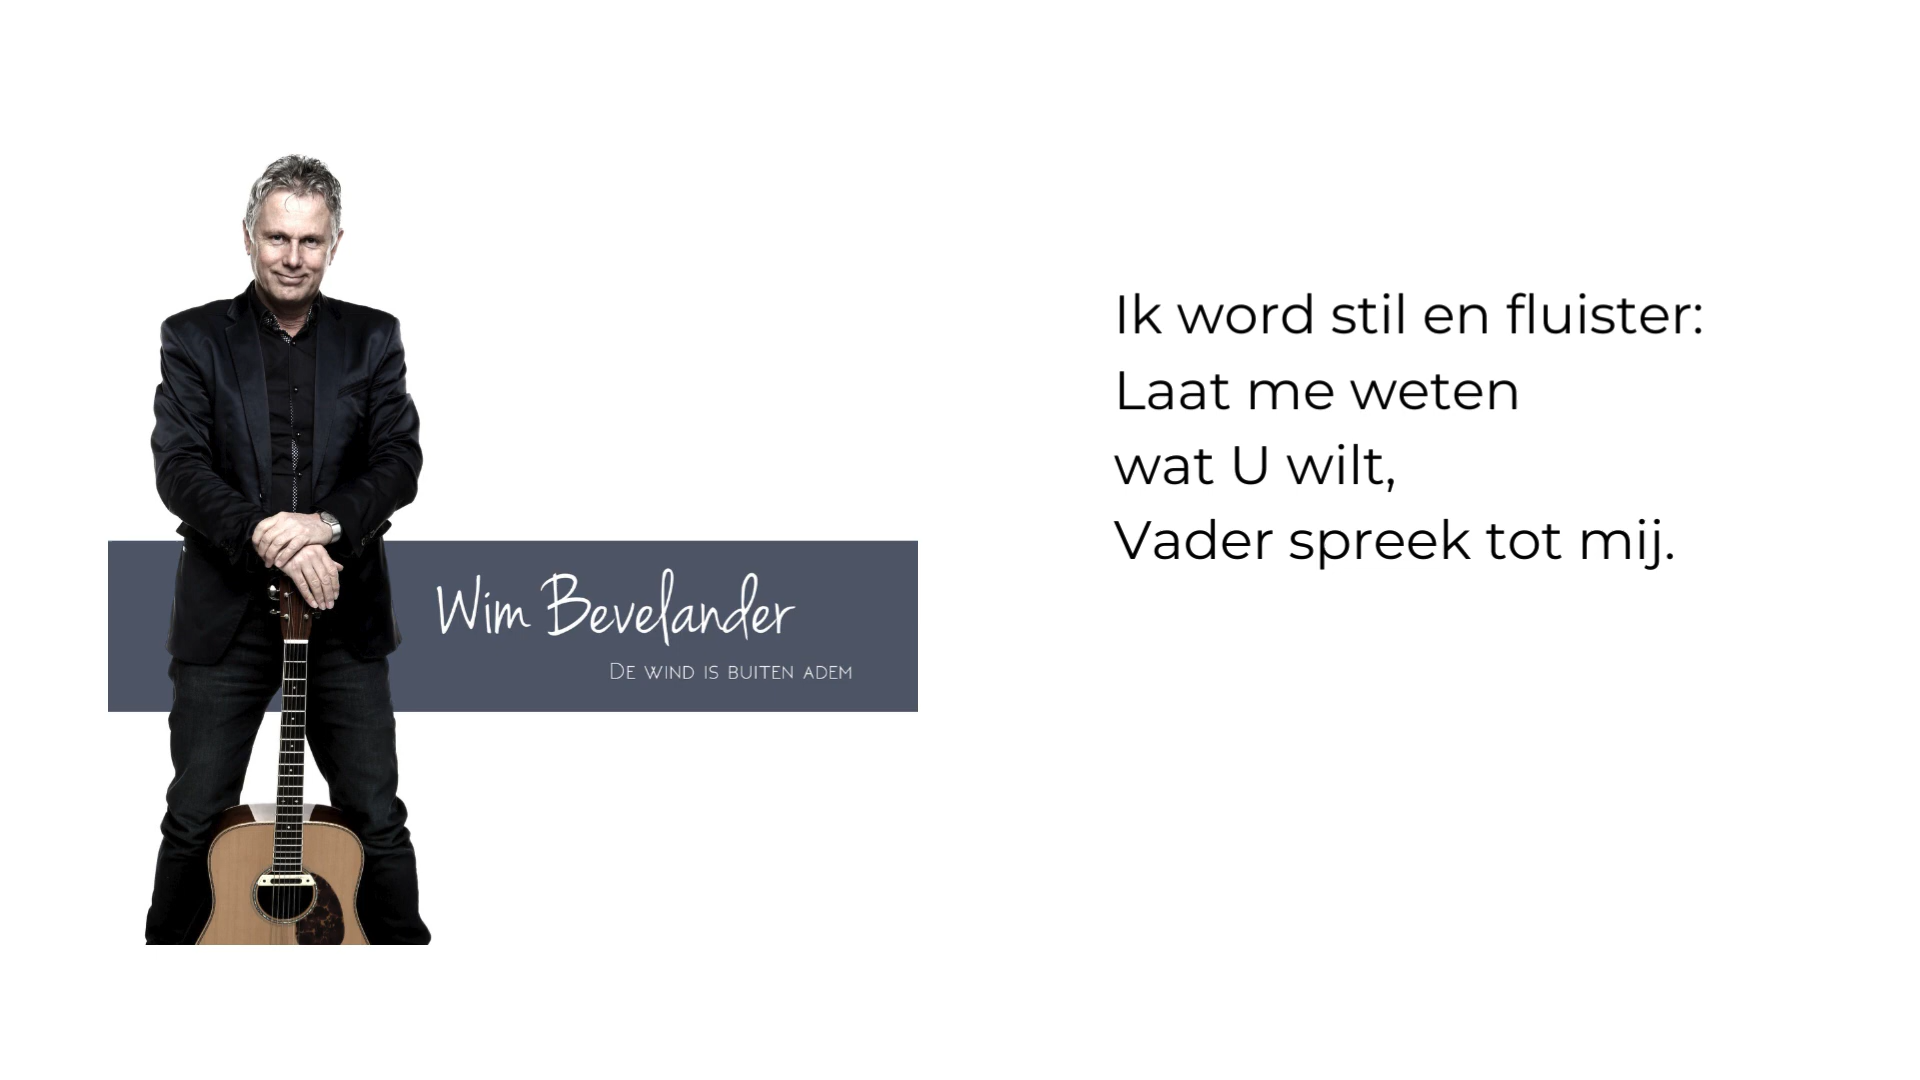 Wim Bevelander
De wind is buiten adem
Ik word stil en fluister:
Laat me weten
wat U wilt,
Vader spreek tot mij.